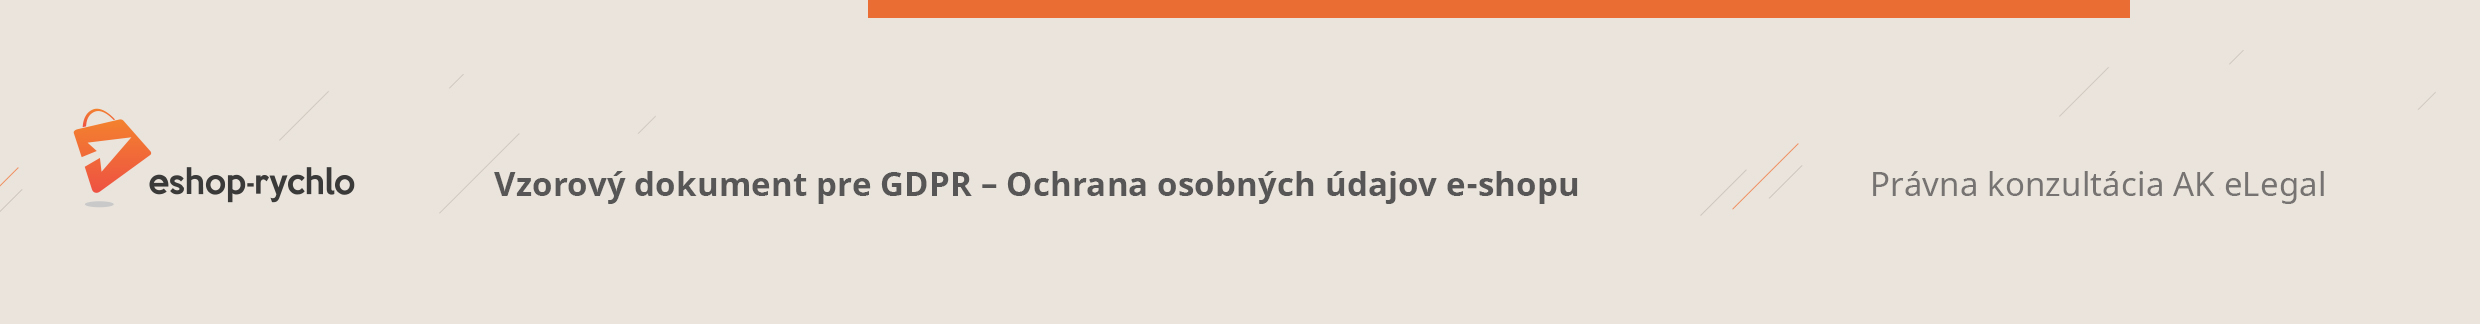 eshop-rychlo
Vzorový dokument pre GDPR – Ochrana osobných údajov e-shopu
Právna konzultácia AK eLegal